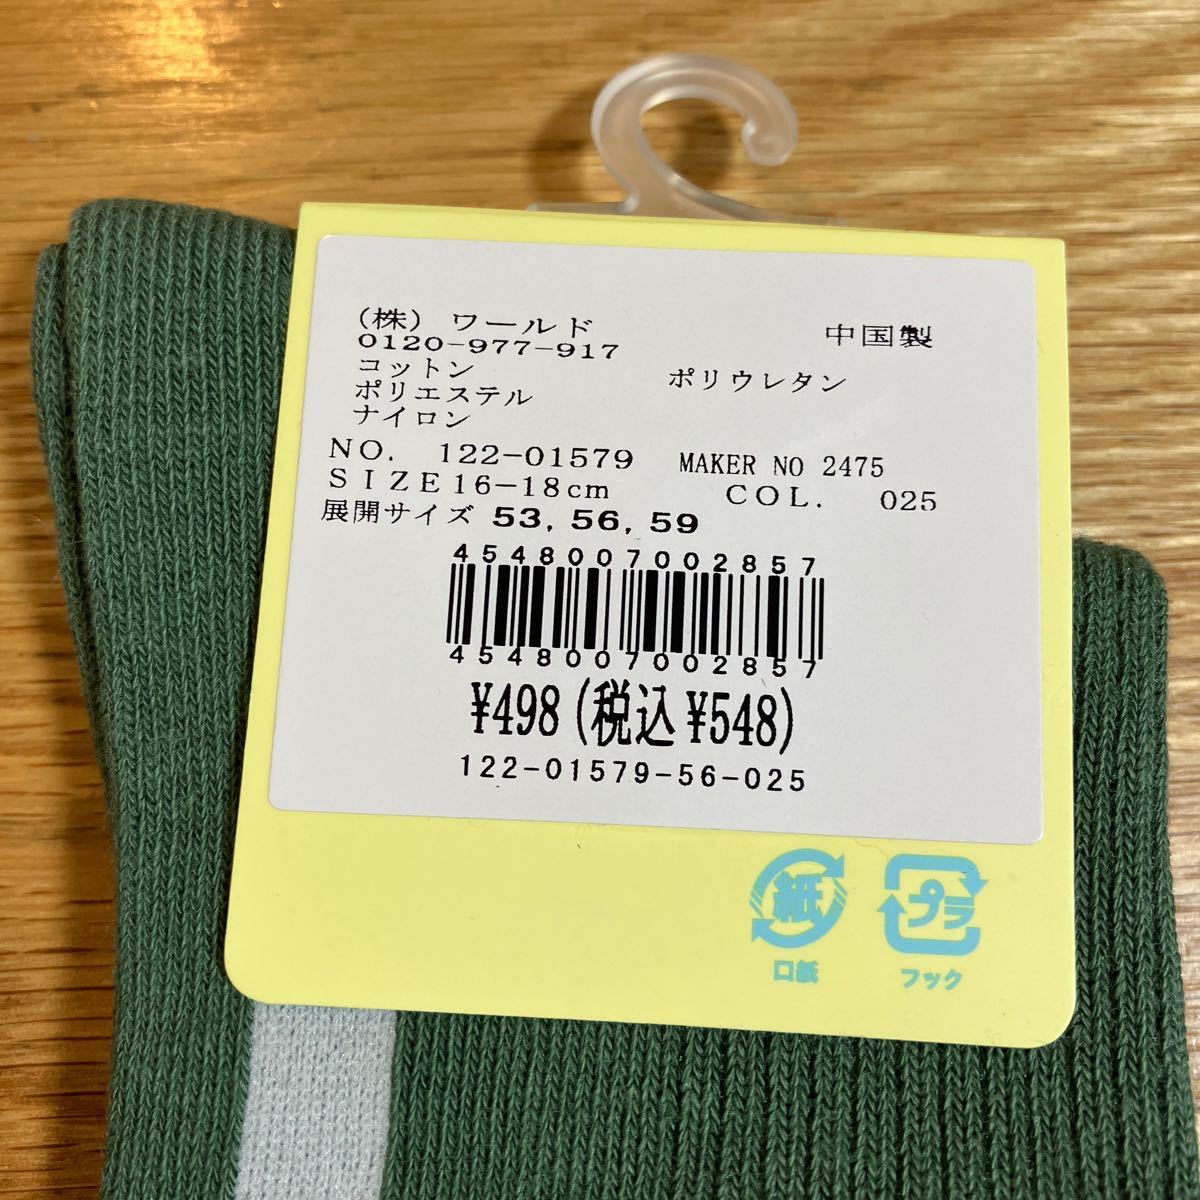 (株) ワールド
中国製
0120-977-917
コットン
ポリウレタン
ポリエステル
ナイロン
NO. 122-01579 MAKER NO 2475
SIZE16-18cm COL. 025
展開サイズ 53, 56, 59
4548007002857
4548007002857
¥498(税込¥548)
122-01579-56-025
紙
プラ
口紙
フック